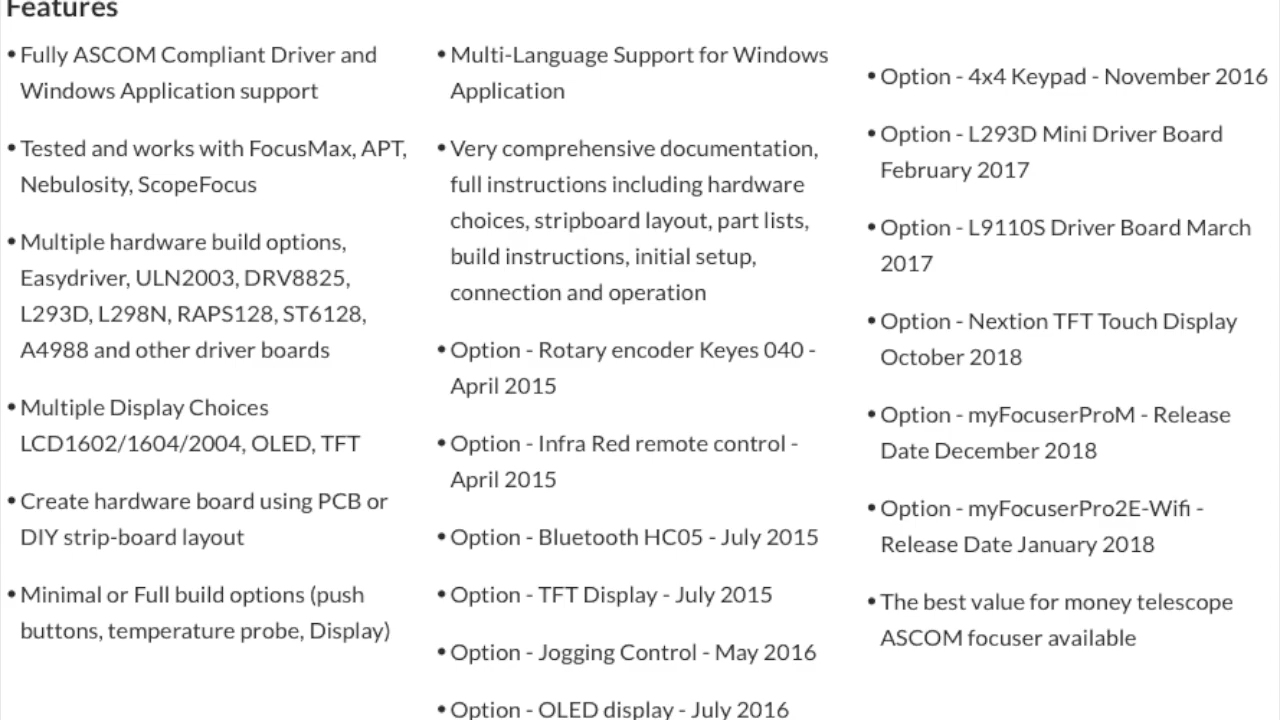 Features
• Fully ASCOM Compliant Driver and
Windows Application support
• Tested and works with FocusMax, APT,
Nebulosity, ScopeFocus
• Multiple hardware build options,
Easydriver, ULN2003, DRV8825,
L293D, L298N, RAPS128, ST6128,
A4988 and other driver boards
• Multiple Display Choices
LCD1602/1604/2004, OLED, TFT
• Create hardware board using PCB or
DIY strip-board layout
• Minimal or Full build options (push
buttons, temperature probe, Display)
• Multi-Language Support for Windows
Application
• Very comprehensive documentation,
full instructions including hardware
choices, stripboard layout, part lists,
build instructions, initial setup,
connection and operation
• Option - Rotary encoder Keyes 040 -
April 2015
• Option - Infra Red remote control -
April 2015
• Option - Bluetooth HC05 - July 2015
• Option - TFT Display - July 2015
• Option - Jogging Control - May 2016
• Option - OLED display - July 2016
• Option - 4x4 Keypad - November 2016
• Option - L293D Mini Driver Board
February 2017
• Option - L9110S Driver Board March
2017
• Option - Nextion TFT Touch Display
October 2018
• Option - myFocuserProM - Release
Date December 2018
• Option - myFocuserPro2E-Wifi -
Release Date January 2018
• The best value for money telescope
ASCOM focuser available